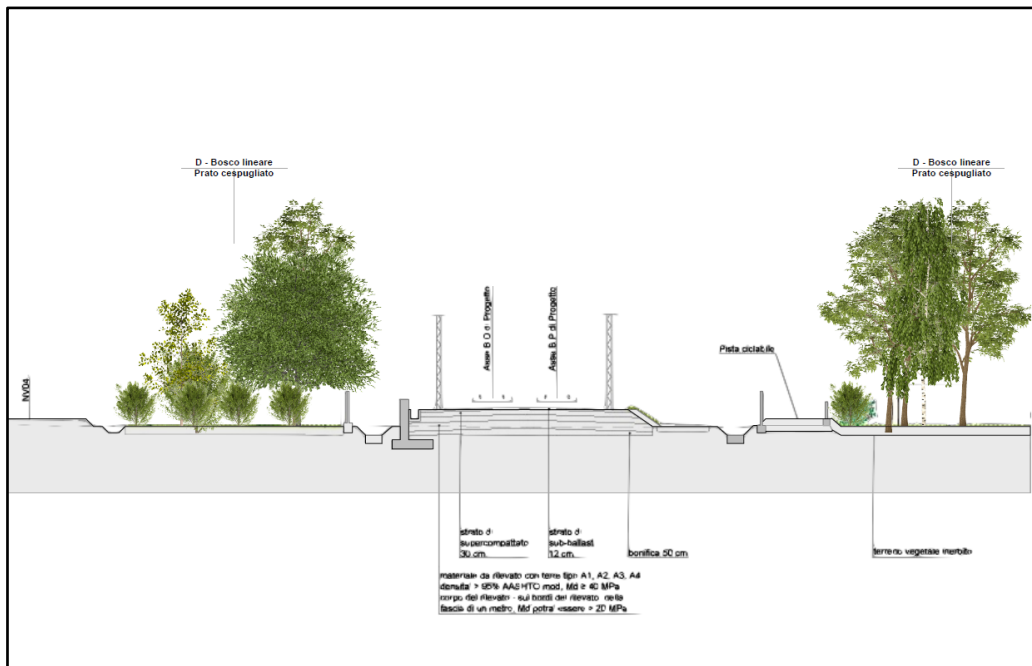 D - Bosco lineare
Prato cespugliato
D - Bosco lineare
Prato cespugliato
Asse B D di Progetto
Asse B P di Progetto
Pista ciclabile
NV04
strato di
supercompattato
30 cm.
strato di
sub-ballast
12 cm.
bonifica 50 cm
terreno vegetale inerbito
materiale da rilevato con terre tipo A1, A2, A3, A4
densita' > 95% AASHTO mod, Md ≥ 40 MPa
corpo del rilevato - sui bordi del rilevato nella
fascia di un metro, Md potra' essere > 20 MPa